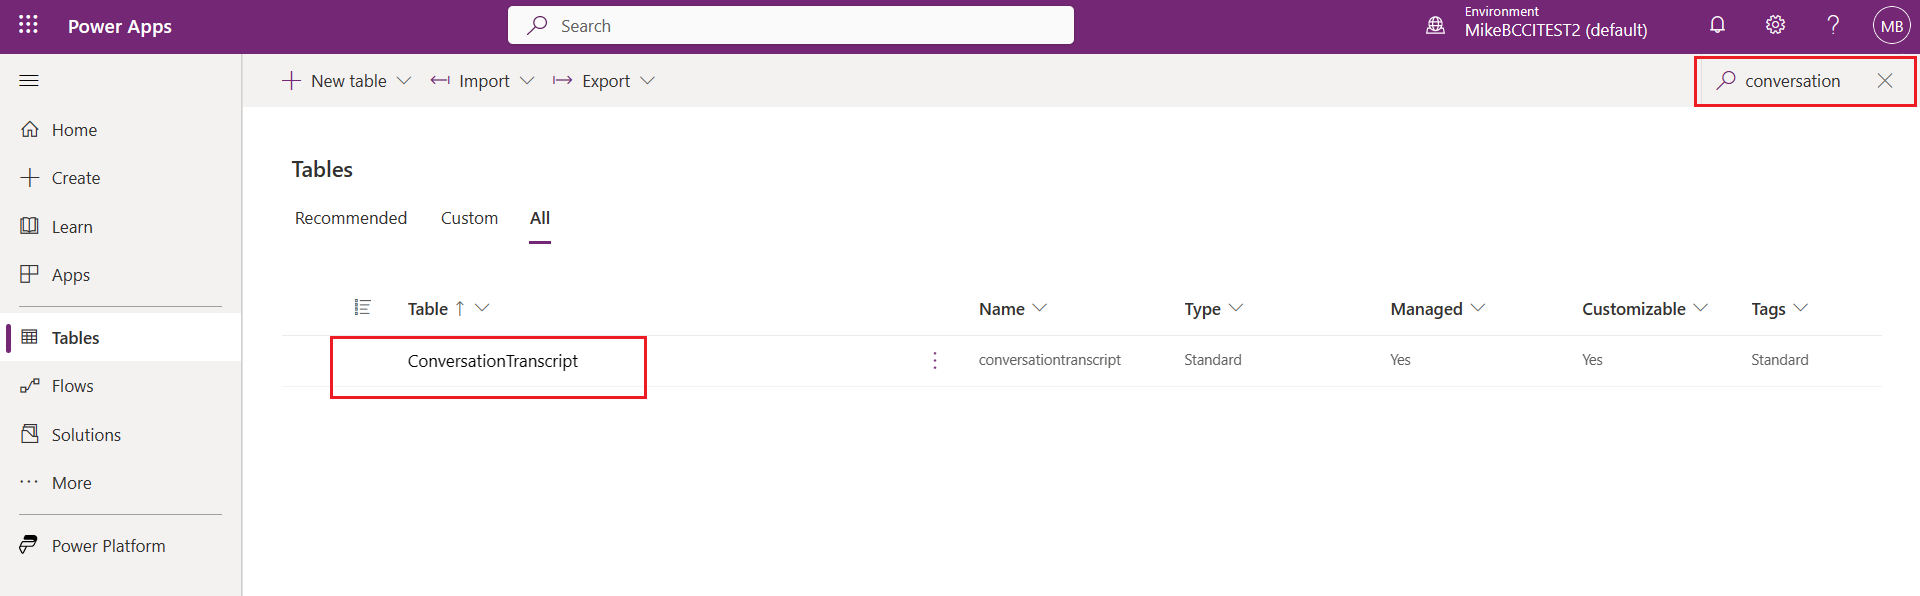 Power Apps
Search
Environment
MikeBCCITEST2 (default)
?
MB
New table
Import
Export
conversation
Home
Create
Learn
Apps
Tables
Flows
Solutions
More
Power Platform
Tables
Recommended Custom All
Table Name Type Managed Customizable Tags
ConversationTranscript conversationtranscript Standard Yes Yes Standard